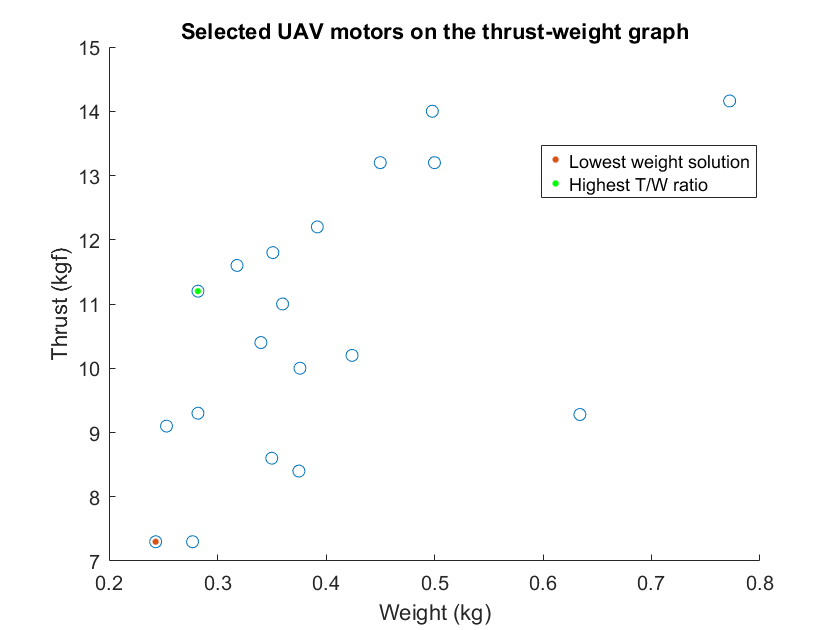 Selected UAV motors on the thrust-weight graph
15
14
13
12
11
10
9
8
7
Thrust (kgf)
Lowest weight solution
Highest T/W ratio
0.2 0.3 0.4 0.5 0.6 0.7 0.8
Weight (kg)